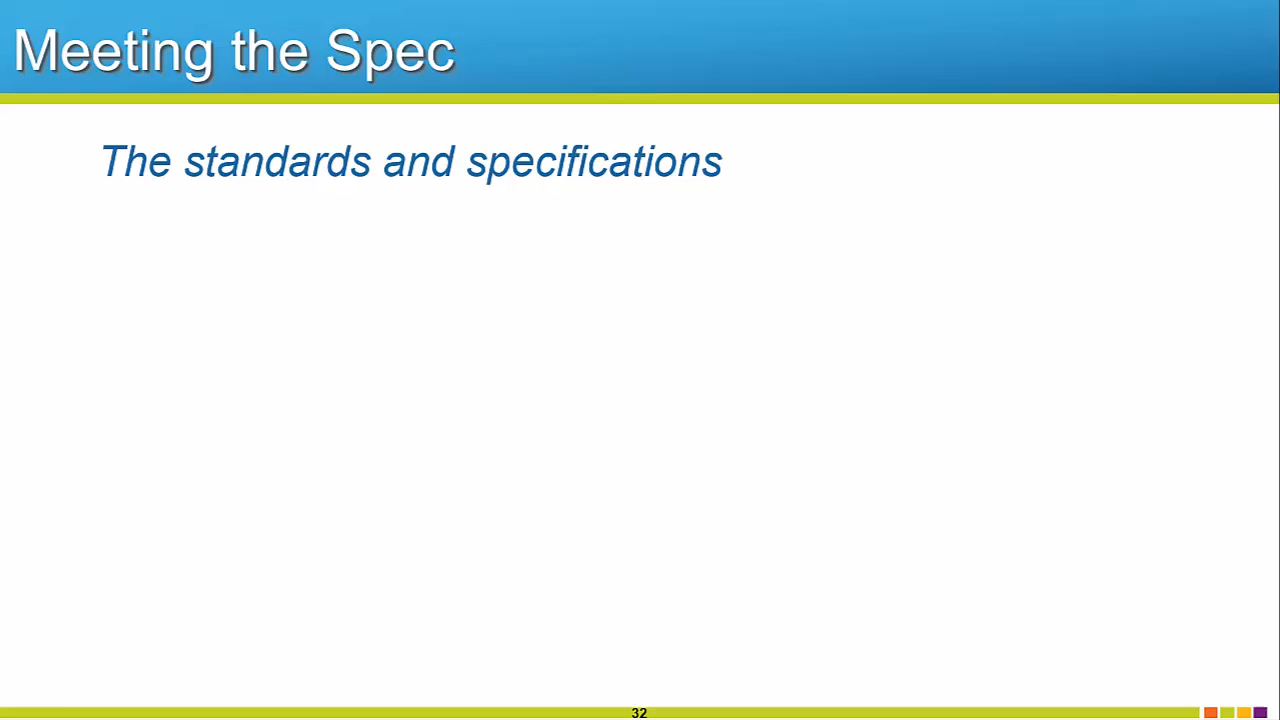 Meeting the Spec
The standards and specifications
32